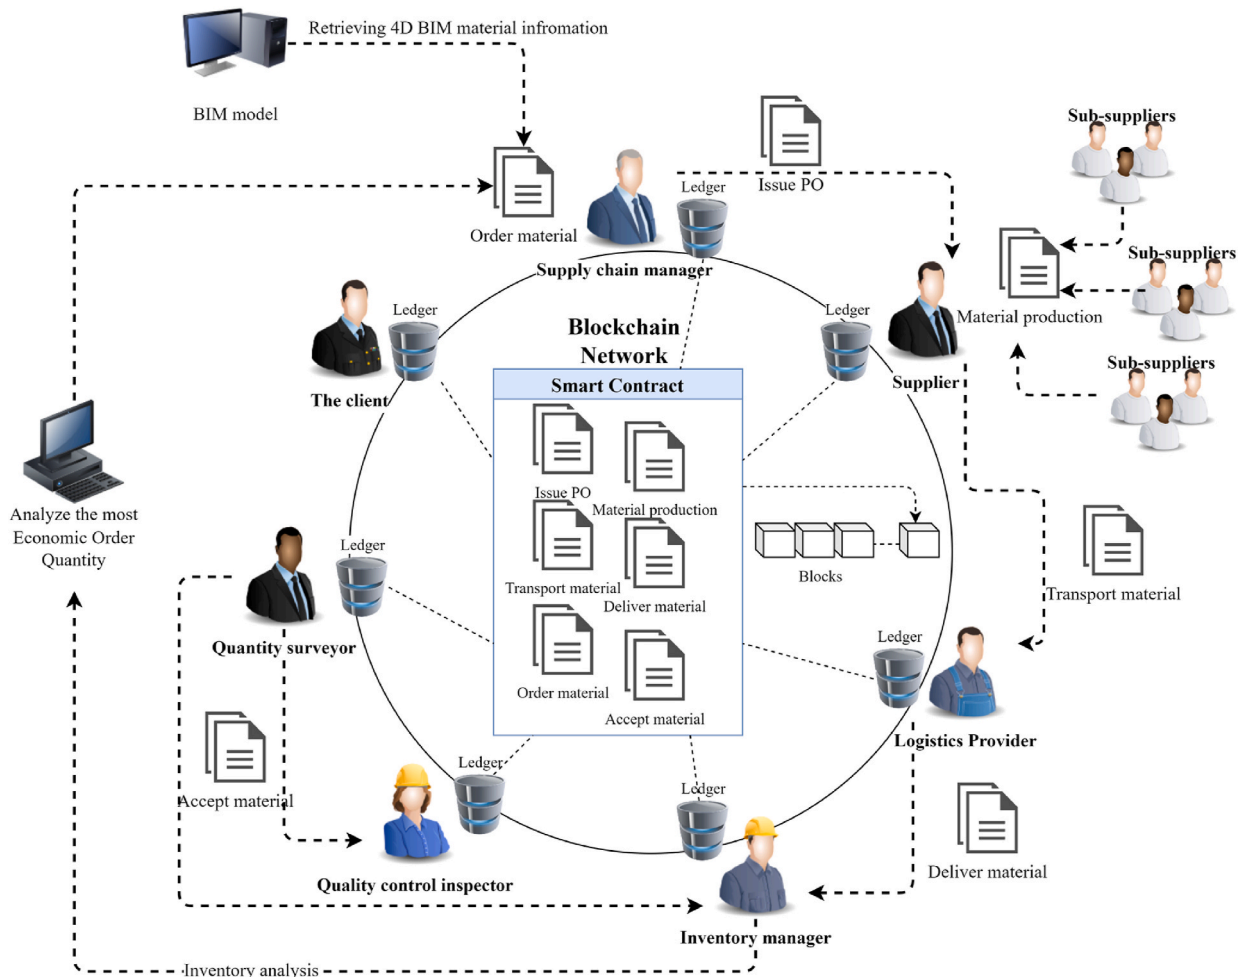 Retrieving 4D BIM material infromation
BIM model
Sub-suppliers
Issue PO
Ledger
Order material
Supply chain manager
Sub-suppliers
Material production
Ledger
The client
Ledger
Supplier
Sub-suppliers
Blockchain
Network
Smart Contract
Issue PO
Material production
Transport material
Deliver material
Order material
Accept material
Blocks
Analyze the most
Economic Order
Quantity
Ledger
Quantity surveyor
Transport material
Ledger
Logistics Provider
Accept material
Ledger
Quality control inspector
Ledger
Deliver material
Inventory manager
Inventory analysis